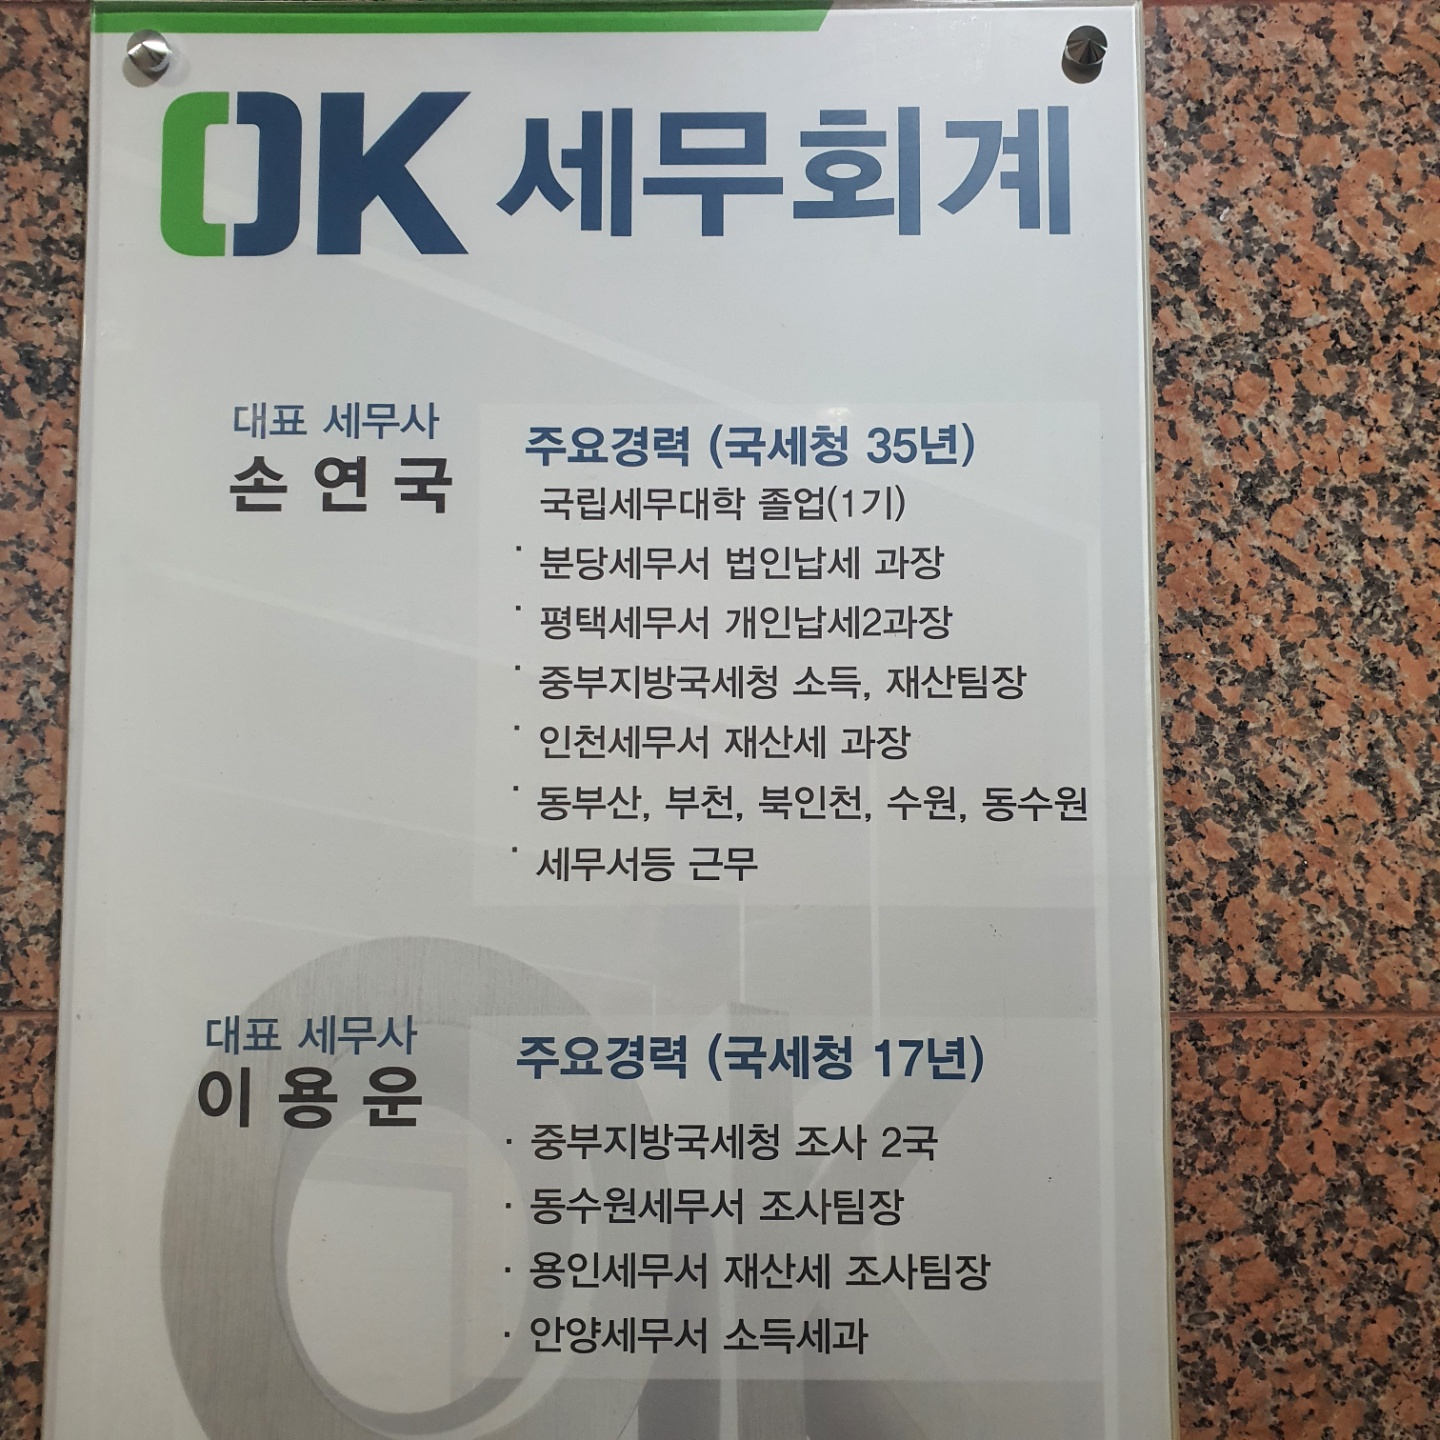 OK 세무회계
대표 세무사
손 연 국
주요경력 (국세청 35년)
국립세무대학 졸업(1기)
· 분당세무서 법인납세 과장
· 평택세무서 개인납세2과장
· 중부지방국세청 소득, 재산팀장
· 인천세무서 재산세 과장
· 동부산, 부천, 북인천, 수원, 동수원
· 세무서등 근무
대표 세무사
이 용 운
주요경력 (국세청 17년)
· 중부지방국세청 조사 2국
· 동수원세무서 조사팀장
· 용인세무서 재산세 조사팀장
· 안양세무서 소득세과
OK